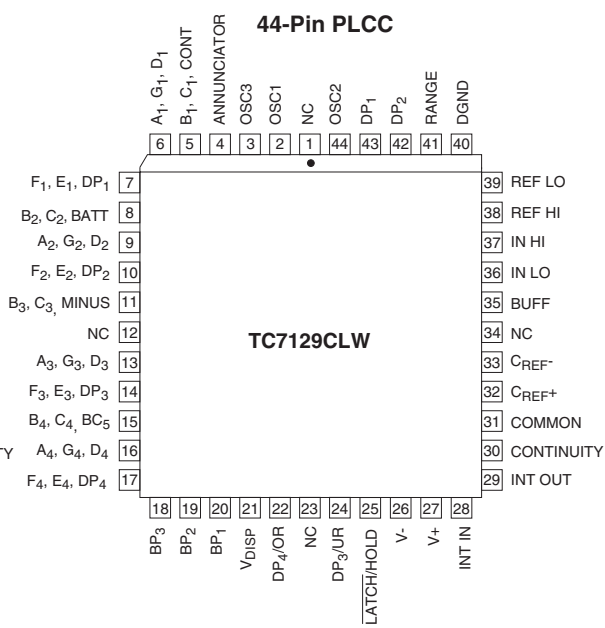 44-Pin PLCC
A₁, G₁, D₁
B₁, C₁, CONT
ANNUNCIATOR
OSC3
OSC1
NC
OSC2
DP₁
DP₂
RANGE
DGND
6 5 4 3 2 1 44 43 42 41 40
F₁, E₁, DP₁ 7
B₂, C₂, BATT 8
A₂, G₂, D₂ 9
F₂, E₂, DP₂ 10
B₃, C₃, MINUS 11
NC 12
A₃, G₃, D₃ 13
F₃, E₃, DP₃ 14
B₄, C₄, BC₅ 15
TY A₄, G₄, D₄ 16
F₄, E₄, DP₄ 17
TC7129CLW
39 REF LO
38 REF HI
37 IN HI
36 IN LO
35 BUFF
34 NC
33 CREF-
32 CREF+
31 COMMON
30 CONTINUITY
29 INT OUT
18 19 20 21 22 23 24 25 26 27 28
BP₃
BP₂
BP₁
VDISP
DP₄/OR
NC
DP₃/UR
LATCH/HOLD
V-
V+
INT IN